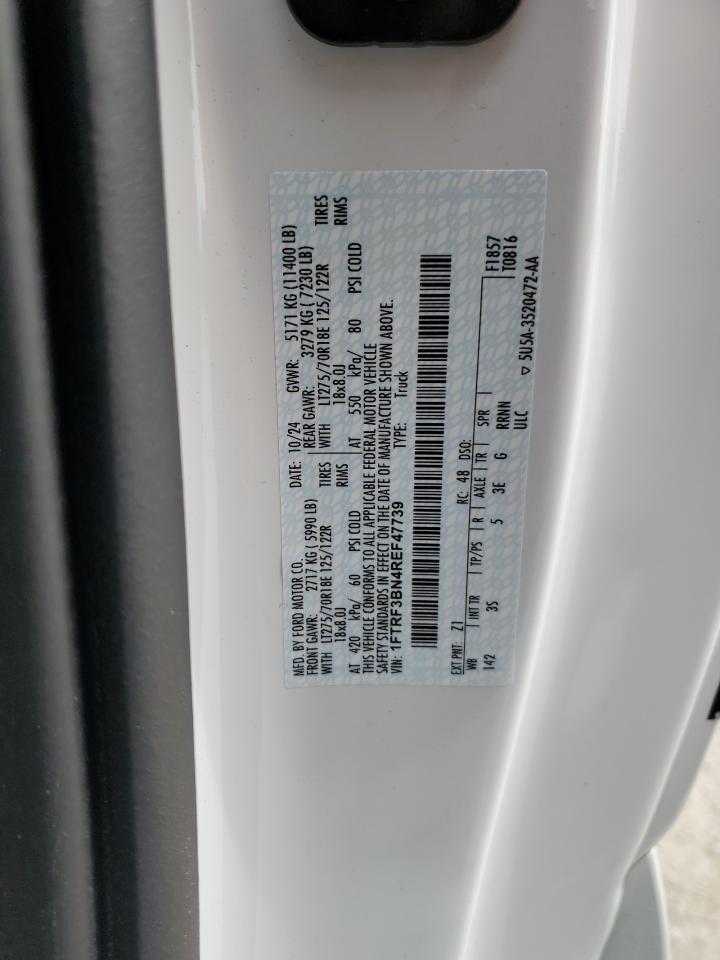 MFD. BY FORD MOTOR CO. DATE: 10/24 GVWR: 5171 KG (11400 LB)
FRONT GAWR: 2717 KG ( 5990 LB) REAR GAWR: 3279 KG ( 7230 LB)
WITH LT275/70R18E 125/122R TIRES WITH LT275/70R18E 125/122R TIRES
18x8.0J RIMS 18x8.0J RIMS
AT 420 kPa/ 60 PSI COLD AT 550 kPa/ 80 PSI COLD
THIS VEHICLE CONFORMS TO ALL APPLICABLE FEDERAL MOTOR VEHICLE
SAFETY STANDARDS IN EFFECT ON THE DATE OF MANUFACTURE SHOWN ABOVE.
VIN: 1FTRF3BN4REF47739 TYPE: Truck
EXT PNT: Z1 RC: 48 DSO: F1857
T0816
WB INT TR TP/PS R AXLE TR SPR
142 3S 5 3E G RRNN
ULC ▽ 5U5A-3520472-AA